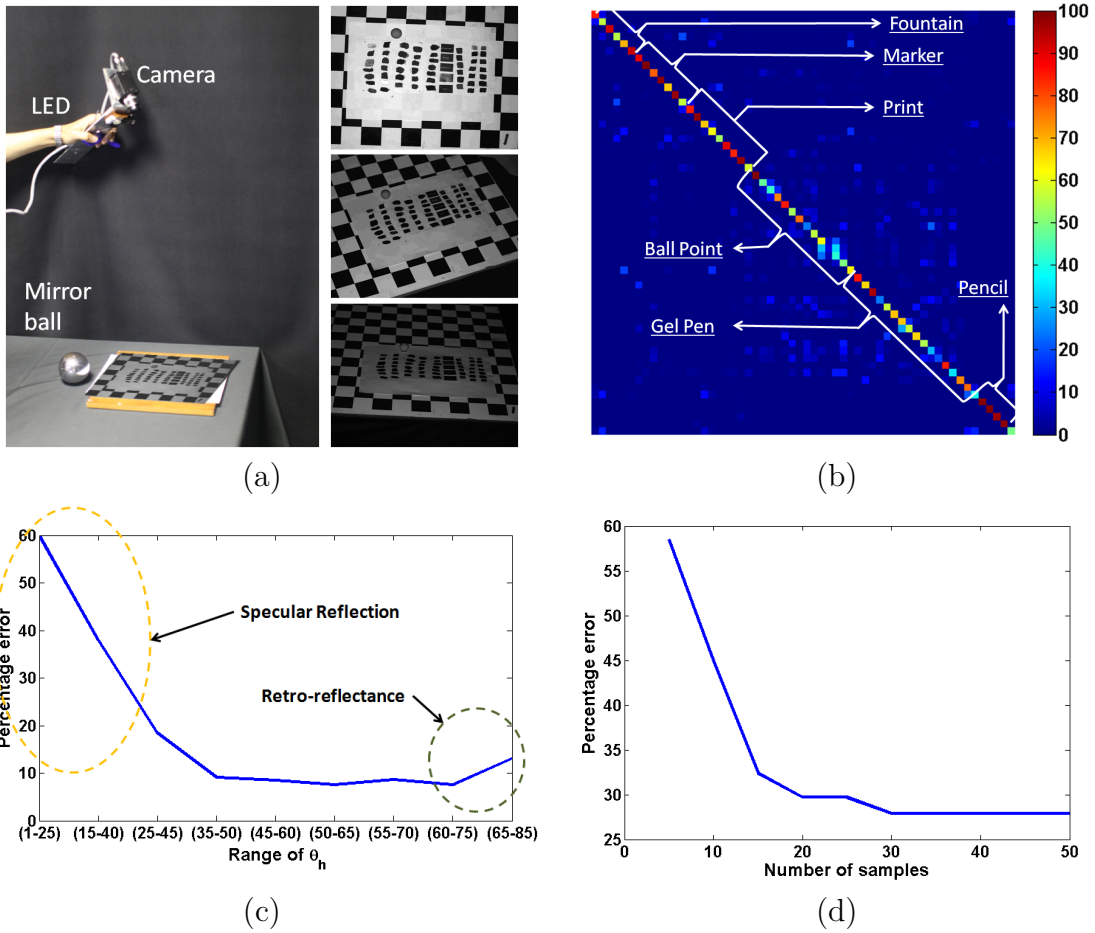 Camera
LED
Mirror
ball
(a)
Fountain
Marker
Print
Ball Point
Gel Pen
Pencil
100
90
80
70
60
50
40
30
20
10
0
(b)
60
50
40
30
20
10
0
Percentage error
Specular Reflection
Retro-reflectance
(1-25) (15-40) (25-45) (35-50) (45-60) (50-65) (55-70) (60-75) (65-85)
Range of θh
(c)
60
55
50
45
40
35
30
25
Percentage error
0 10 20 30 40 50
Number of samples
(d)